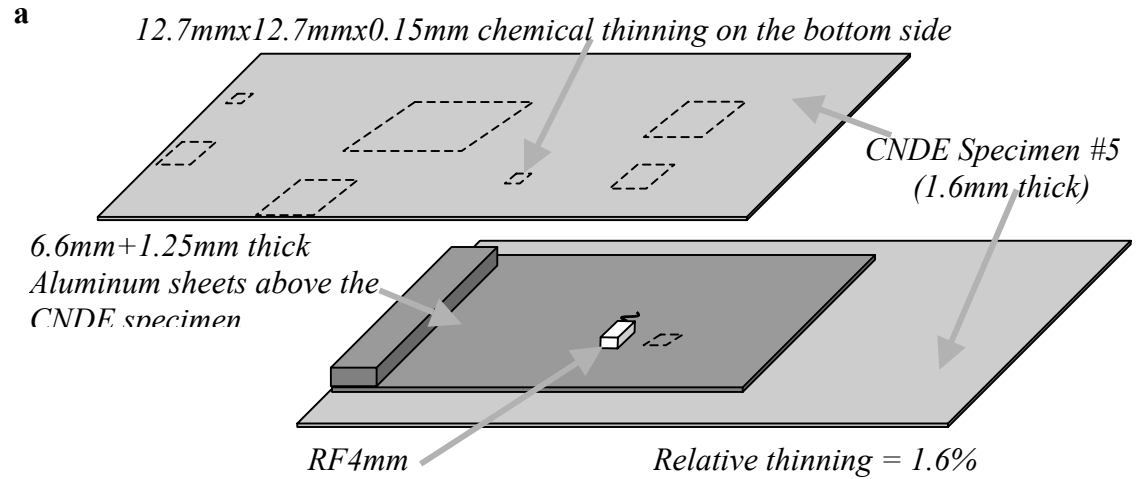 a
12.7mmx12.7mmx0.15mm chemical thinning on the bottom side
CNDE Specimen #5
(1.6mm thick)
6.6mm+1.25mm thick
Aluminum sheets above the
CNDE specimen
RF4mm
Relative thinning = 1.6%